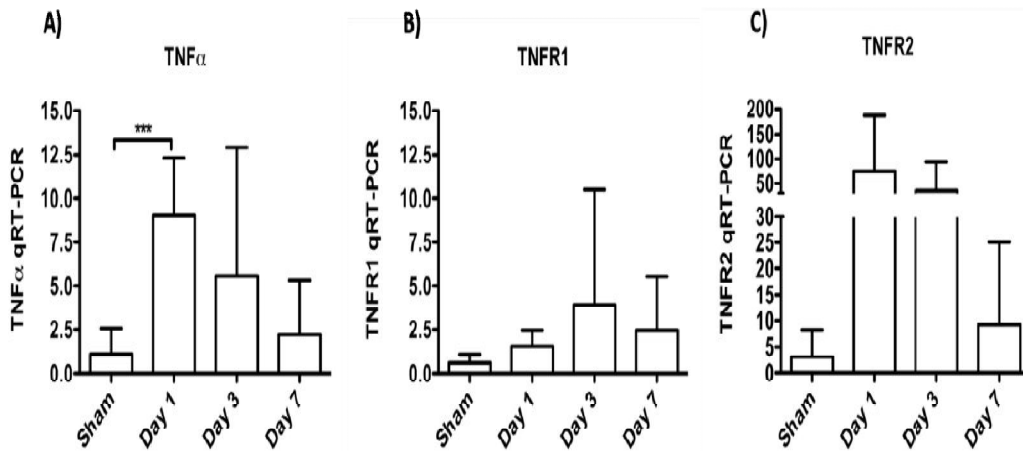 A)
TNFα
TNFα qRT-PCR
15.0
12.5
10.0
7.5
5.0
2.5
0.0
***
Sham
Day 1
Day 3
Day 7
B)
TNFR1
TNFR1 qRT-PCR
15.0
12.5
10.0
7.5
5.0
2.5
0.0
Sham
Day 1
Day 3
Day 7
C)
TNFR2
TNFR2 qRT-PCR
200
150
100
50
30
25
20
15
10
5
0
Sham
Day 1
Day 3
Day 7